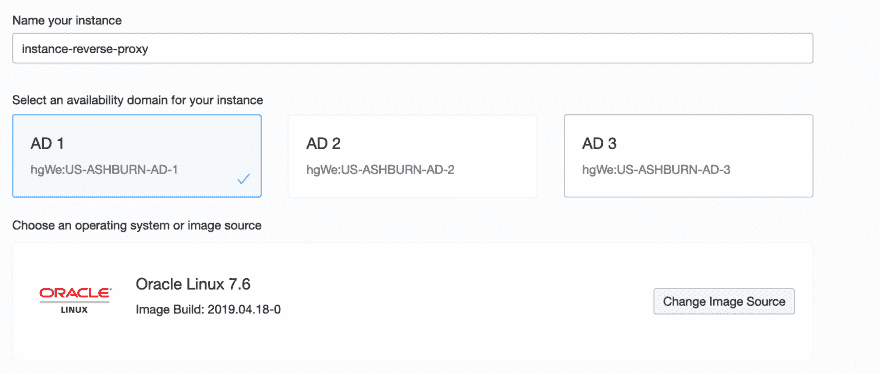 Name your instance
instance-reverse-proxy
Select an availability domain for your instance
AD 1
hgWe:US-ASHBURN-AD-1
AD 2
hgWe:US-ASHBURN-AD-2
AD 3
hgWe:US-ASHBURN-AD-3
Choose an operating system or image source
ORACLE
LINUX
Oracle Linux 7.6
Image Build: 2019.04.18-0
Change Image Source